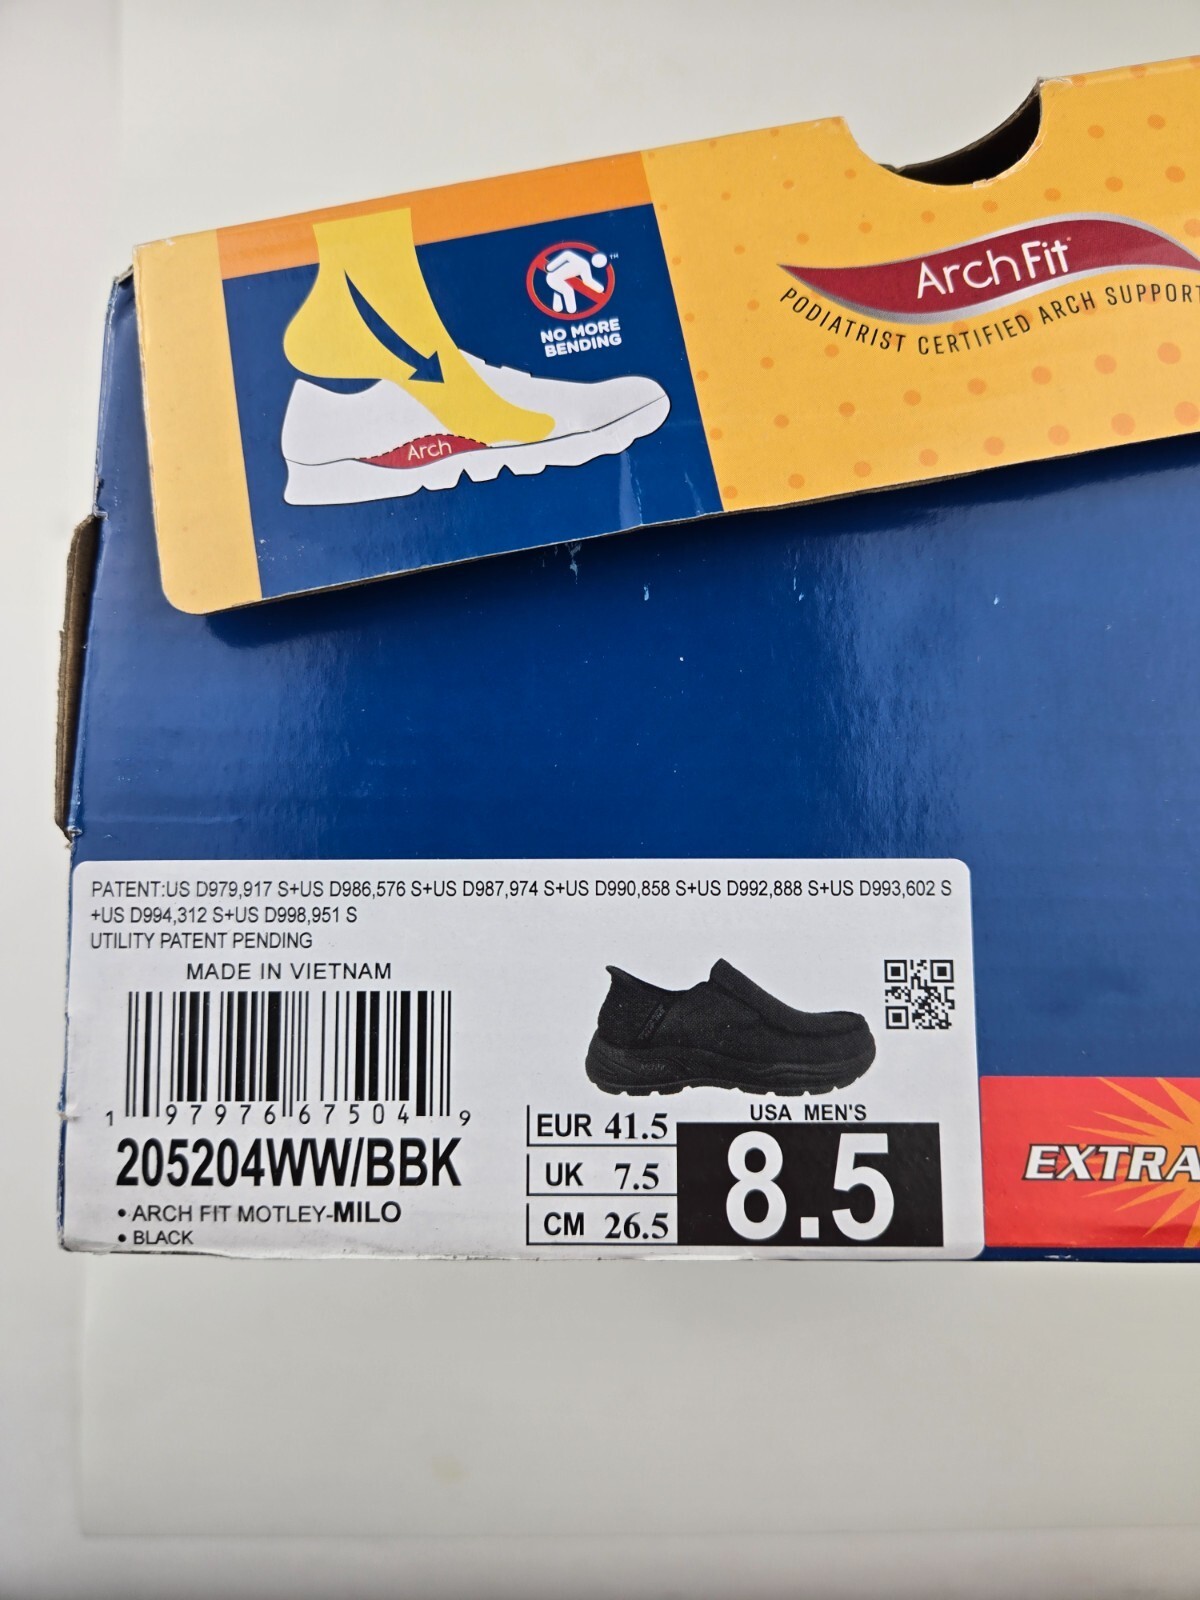 NO MORE
BENDING
™
Arch
Arch Fit
PODIATRIST CERTIFIED ARCH SUPPORT
PATENT:US D979,917 S+US D986,576 S+US D987,974 S+US D990,858 S+US D992,888 S+US D993,602 S
+US D994,312 S+US D998,951 S
UTILITY PATENT PENDING
MADE IN VIETNAM
1 97976 67504 9
205204WW/BBK
• ARCH FIT MOTLEY-MILO
• BLACK
EUR 41.5
UK 7.5
CM 26.5
USA MEN'S
8.5
EXTRA